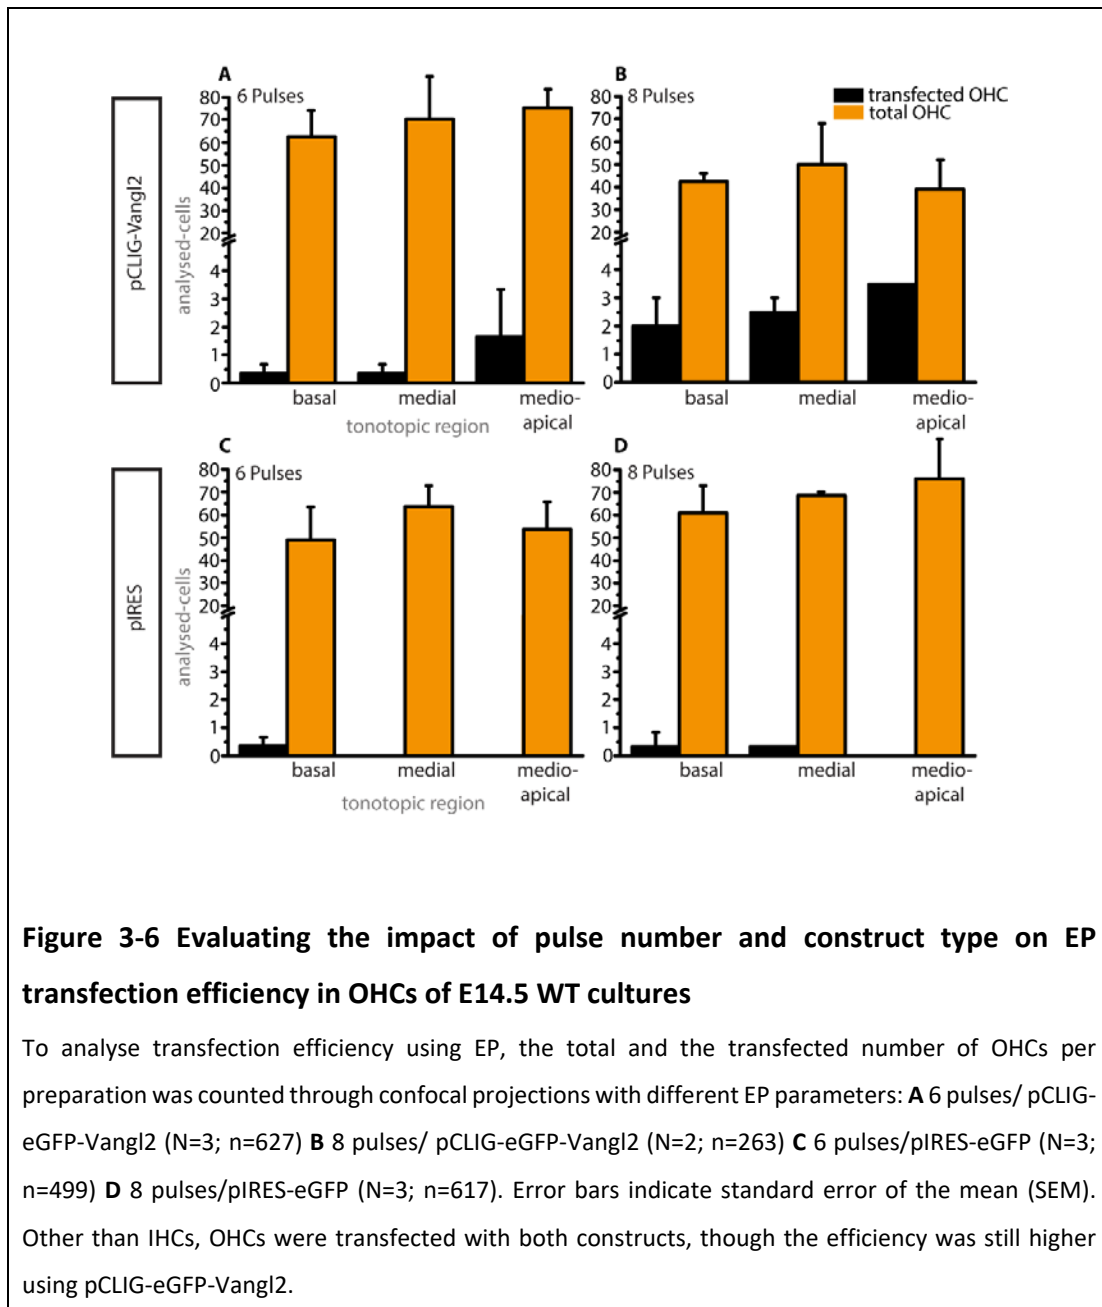 A
B
6 Pulses
8 Pulses
transfected OHC
total OHC
pCLIG-Vangl2
analysed-cells
80
70
60
50
40
30
20
4
3
2
1
0
80
70
60
50
40
30
20
4
3
2
1
0
basal
medial
medio-
apical
basal
medial
medio-
apical
tonotopic region
C
D
6 Pulses
8 Pulses
pIRES
analysed-cells
80
70
60
50
40
30
20
4
3
2
1
0
80
70
60
50
40
30
20
4
3
2
1
0
basal
medial
medio-
apical
basal
medial
medio-
apical
tonotopic region
Figure 3-6 Evaluating the impact of pulse number and construct type on EP
transfection efficiency in OHCs of E14.5 WT cultures
To analyse transfection efficiency using EP, the total and the transfected number of OHCs per
preparation was counted through confocal projections with different EP parameters: A 6 pulses/ pCLIG-
eGFP-Vangl2 (N=3; n=627) B 8 pulses/ pCLIG-eGFP-Vangl2 (N=2; n=263) C 6 pulses/pIRES-eGFP (N=3;
n=499) D 8 pulses/pIRES-eGFP (N=3; n=617). Error bars indicate standard error of the mean (SEM).
Other than IHCs, OHCs were transfected with both constructs, though the efficiency was still higher
using pCLIG-eGFP-Vangl2.